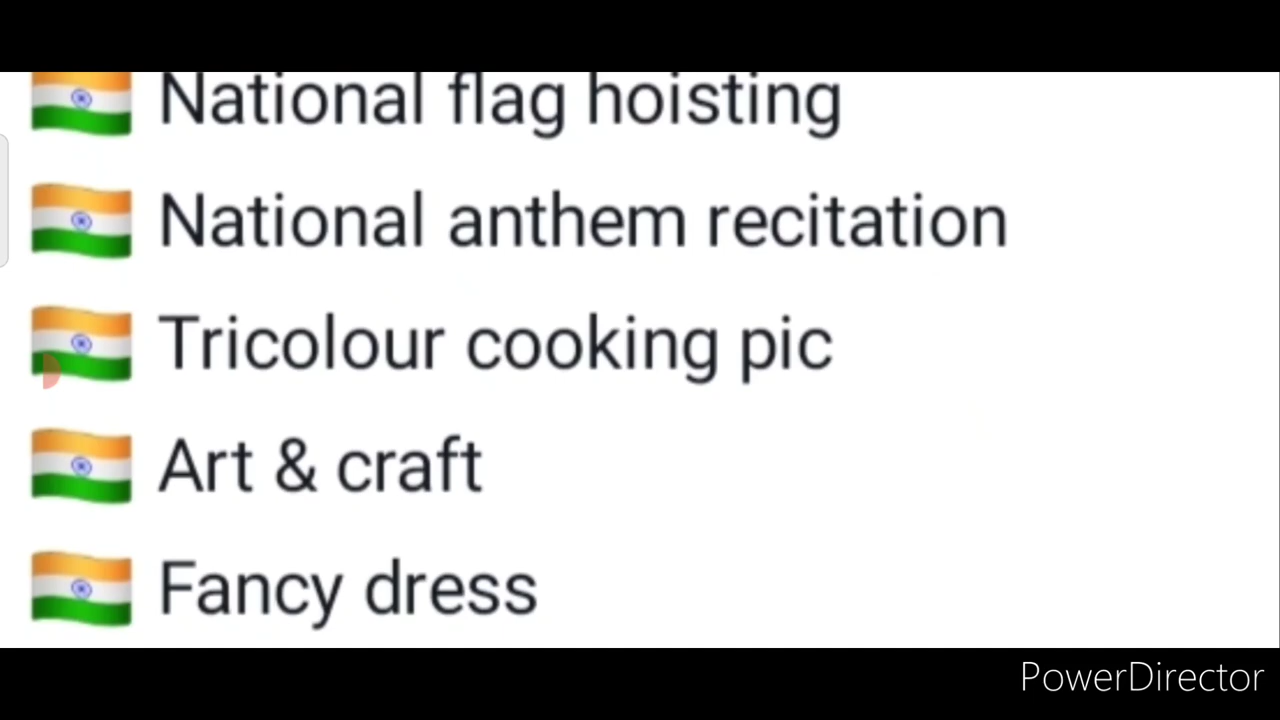 🇮🇳 National flag hoisting
🇮🇳 National anthem recitation
🇮🇳 Tricolour cooking pic
🇮🇳 Art & craft
🇮🇳 Fancy dress
PowerDirector